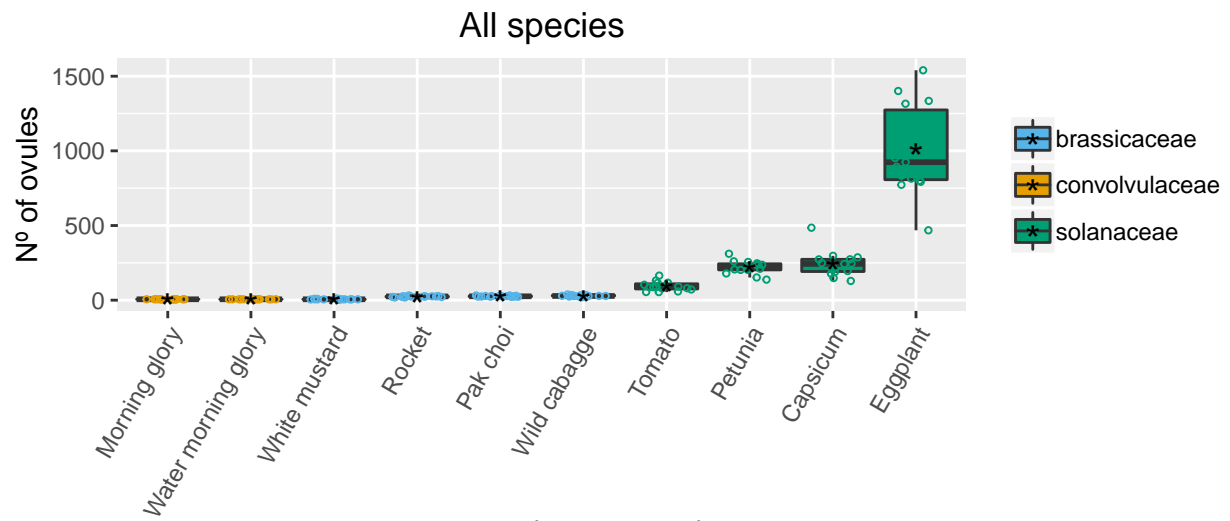 All species
Nº of ovules
1500
1000
500
0
Morning glory
Water morning glory
White mustard
Rocket
Pak choi
Wild cabagge
Tomato
Petunia
Capsicum
Eggplant
brassicaceae
convolvulaceae
solanaceae